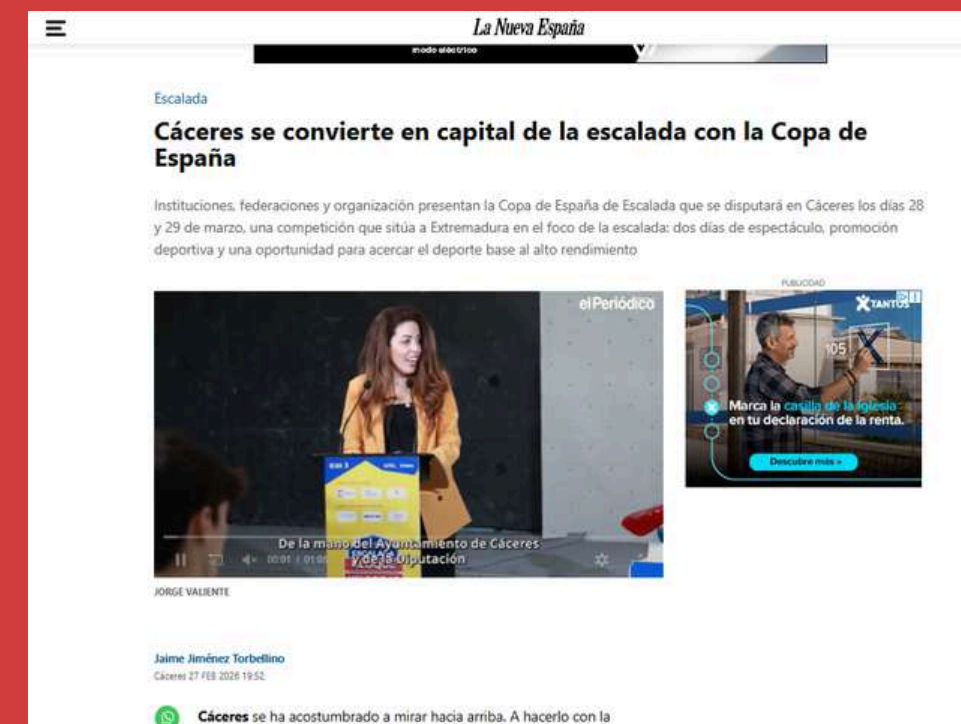 La Nueva España
modo eléctrico
Escalada
Cáceres se convierte en capital de la escalada con la Copa de
España
Instituciones, federaciones y organización presentan la Copa de España de Escalada que se disputará en Cáceres los días 28
y 29 de marzo, una competición que sitúa a Extremadura en el foco de la escalada: dos días de espectáculo, promoción
deportiva y una oportunidad para acercar el deporte base al alto rendimiento
elPeriódico
De la mano del Ayuntamiento de Cáceres
y de la Diputación
00:01
JORGE VALIENTE
PUBLICIDAD
XTANTOS
105 X
Marca la casilla de la Iglesia
en tu declaración de la renta.
Descubre más »
Jaime Jiménez Torbellino
Cáceres 27 FEB 2026 19:52
Cáceres se ha acostumbrado a mirar hacia arriba. A hacerlo con la